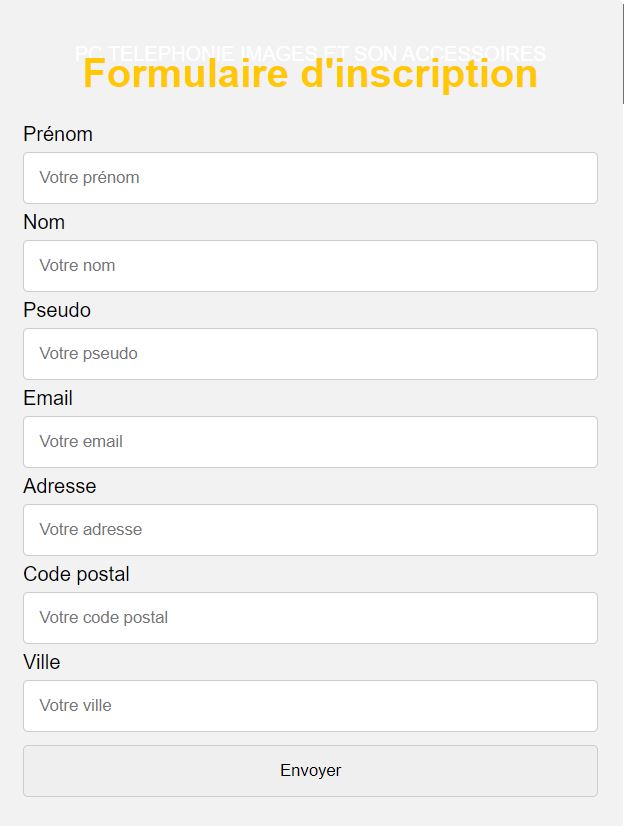 PC TELEPHONIE IMAGES ET SON ACCESSOIRES
Formulaire d'inscription
Prénom
Votre prénom
Nom
Votre nom
Pseudo
Votre pseudo
Email
Votre email
Adresse
Votre adresse
Code postal
Votre code postal
Ville
Votre ville
Envoyer